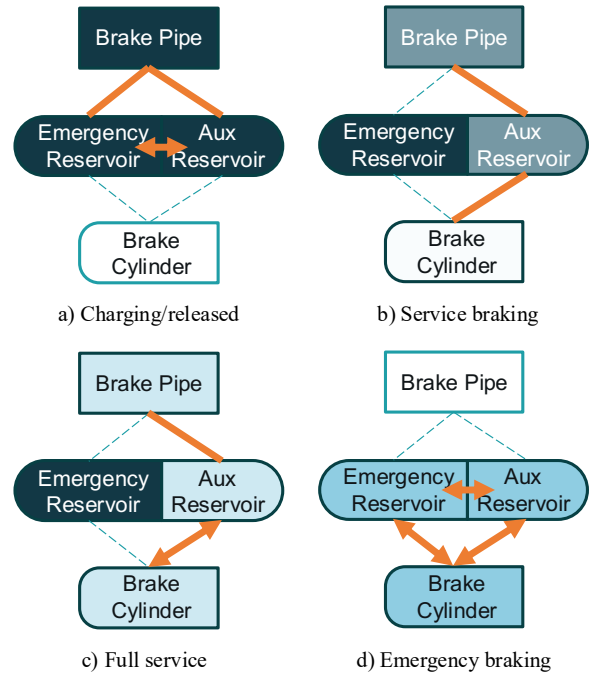 Brake Pipe
Emergency
Reservoir
Aux
Reservoir
Brake
Cylinder
a) Charging/released
Brake Pipe
Emergency
Reservoir
Aux
Reservoir
Brake
Cylinder
b) Service braking
Brake Pipe
Emergency
Reservoir
Aux
Reservoir
Brake
Cylinder
c) Full service
Brake Pipe
Emergency
Reservoir
Aux
Reservoir
Brake
Cylinder
d) Emergency braking